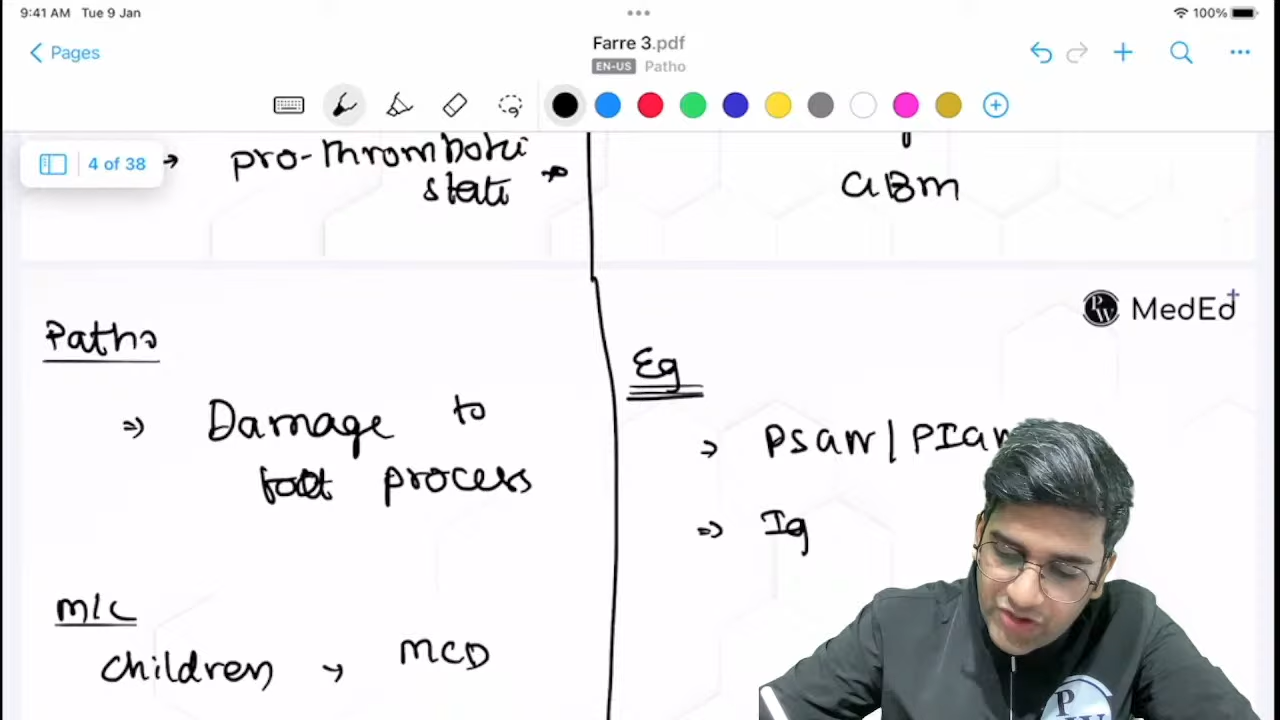 9:41 AM Tue 9 Jan
100%
Pages
Farre 3.pdf
EN-US Patho
4 of 38
pro-thrombotic
state
GBM
MedEd
Patho
⇒ Damage to
foot process
M/C
children → MCD
Eg
PSGN | PIGN
⇒ Ig